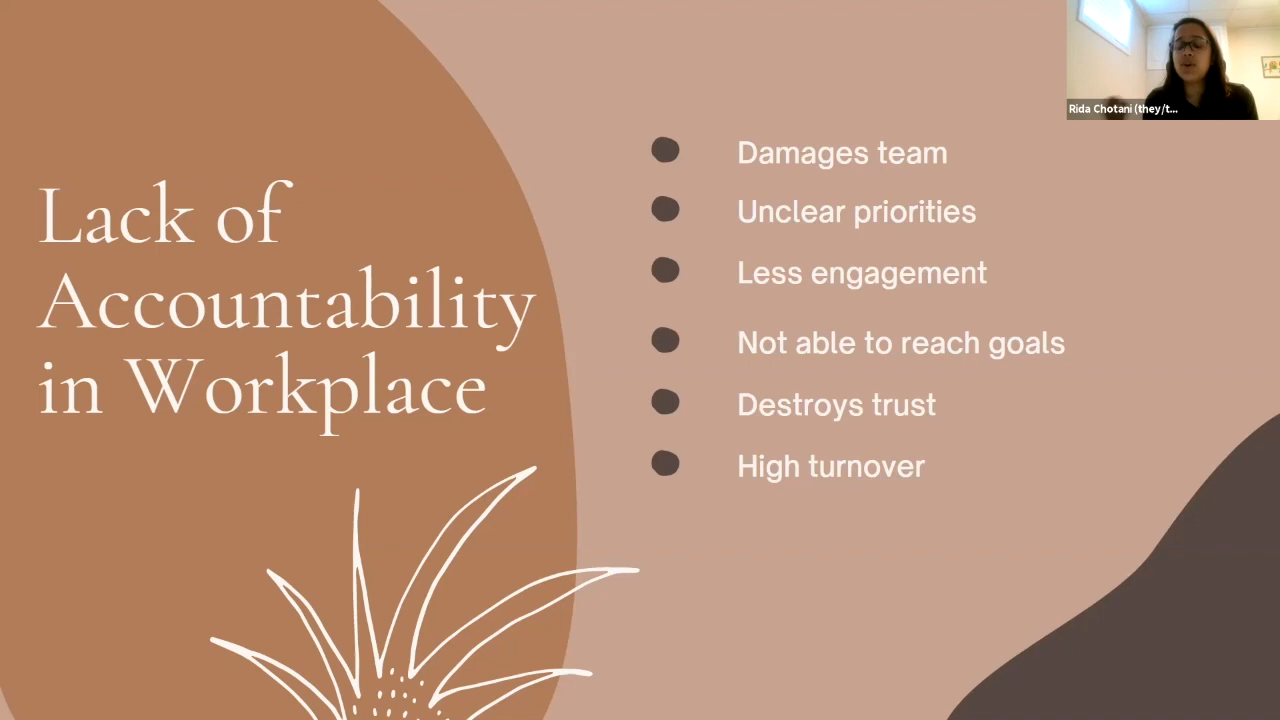 Rida Chotani (they/t...
Lack of
Accountability
in Workplace
Damages team
Unclear priorities
Less engagement
Not able to reach goals
Destroys trust
High turnover